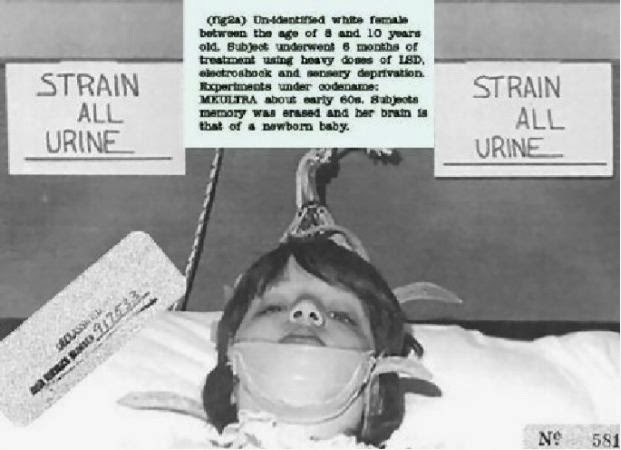 (fig2a) Un-identified white female
between the age of 8 and 10 years
old. Subject underwent 6 months of
treatment using heavy doses of LSD,
electroshock and sensery deprivation.
Experiments under codename:
MKULTRA about early 60s. Subjects
memory was erased and her brain is
that of a newborn baby.
STRAIN
ALL
URINE
STRAIN
ALL
URINE
917533
Nº 581